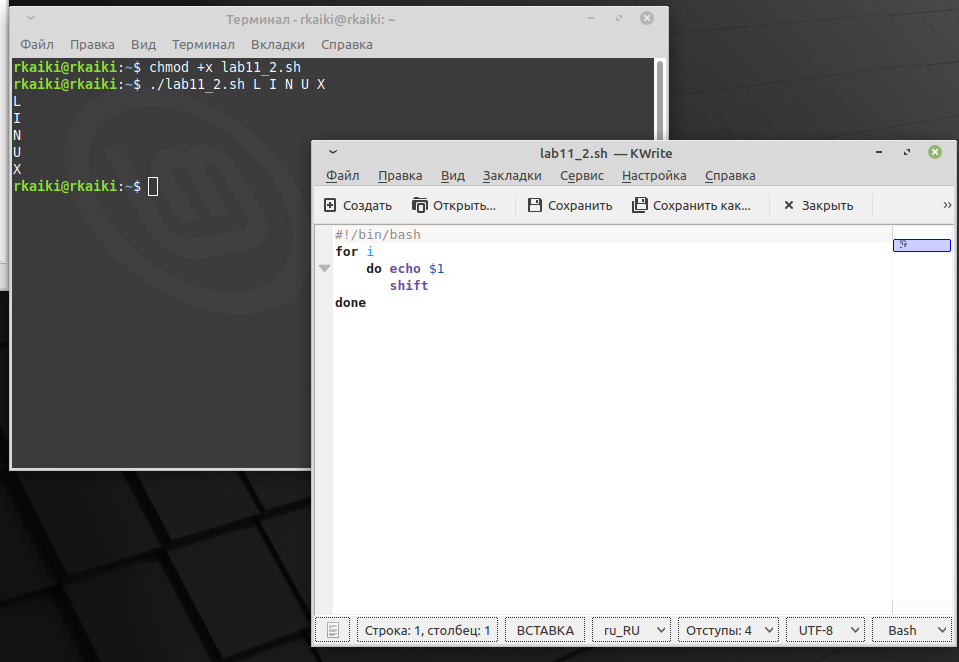 Терминал - rkaiki@rkaiki: ~
Файл Правка Вид Терминал Вкладки Справка
rkaiki@rkaiki:~$ chmod +x lab11_2.sh
rkaiki@rkaiki:~$ ./lab11_2.sh L I N U X
L
I
N
U
X
rkaiki@rkaiki:~$
lab11_2.sh — KWrite
Файл Правка Вид Закладки Сервис Настройка Справка
Создать Открыть... Сохранить Сохранить как... Закрыть »
#!/bin/bash
for i
    do echo $1
       shift
done
Строка: 1, столбец: 1 ВСТАВКА ru_RU Отступы: 4 UTF-8 Bash